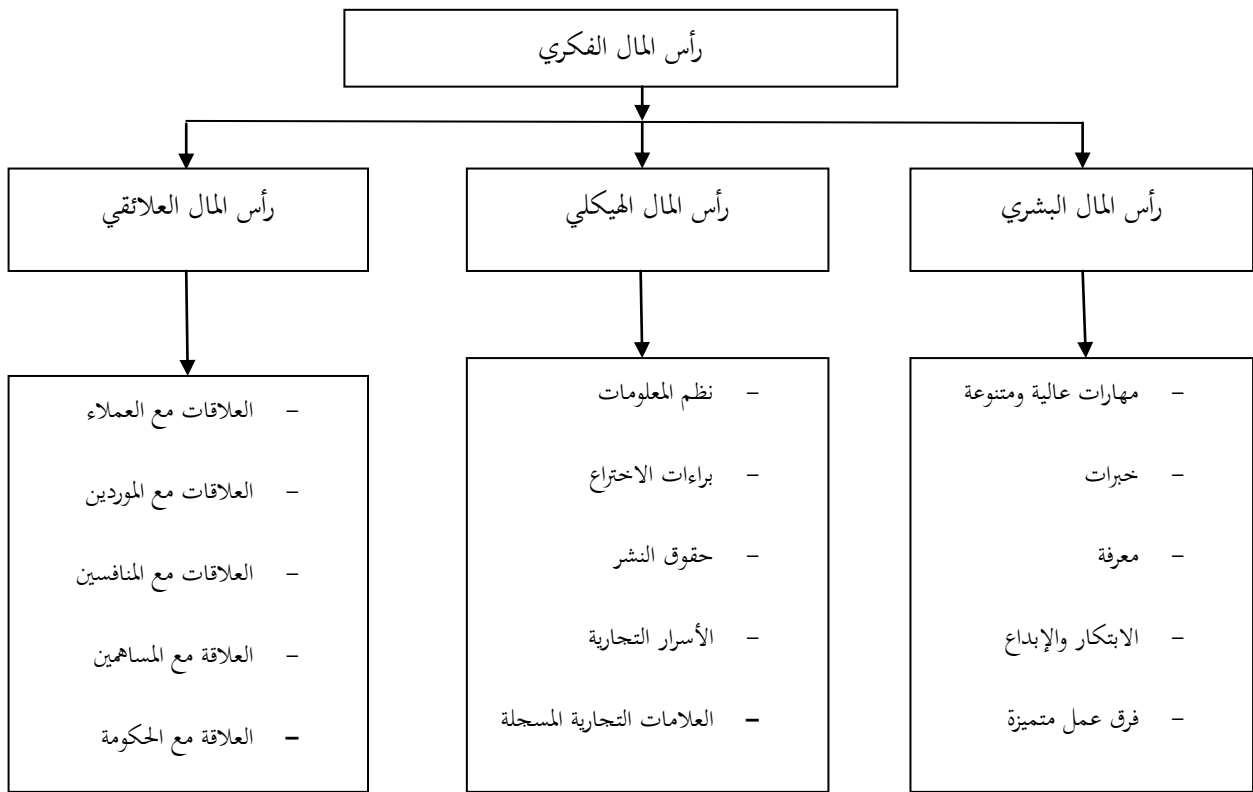 رأس المال الفكري
رأس المال البشري
رأس المال الهيكلي
رأس المال العلائقي
- مهارات عالية ومتنوعة
- خبرات
- معرفة
- الابتكار والإبداع
- فرق عمل متميزة
- نظم المعلومات
- براءات الاختراع
- حقوق النشر
- الأسرار التجارية
- العلامات التجارية المسجلة
- العلاقات مع العملاء
- العلاقات مع الموردين
- العلاقات مع المنافسين
- العلاقة مع المساهمين
- العلاقة مع الحكومة